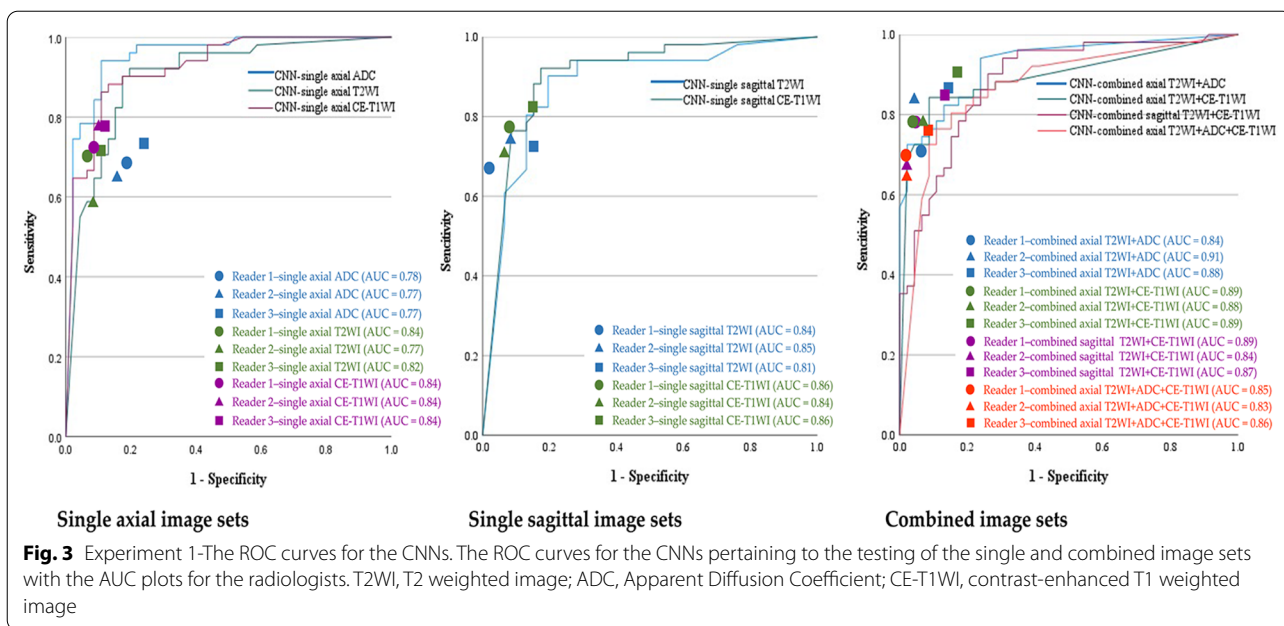 1.0
0.8
0.6
0.4
0.2
0.0
Sensitivity
CNN-single axial ADC
CNN-single axial T2WI
CNN-single axial CE-T1WI
Reader 1–single axial ADC (AUC = 0.78)
Reader 2–single axial ADC (AUC = 0.77)
Reader 3–single axial ADC (AUC = 0.77)
Reader 1–single axial T2WI (AUC = 0.84)
Reader 2–single axial T2WI (AUC = 0.77)
Reader 3–single axial T2WI (AUC = 0.82)
Reader 1–single axial CE-T1WI (AUC = 0.84)
Reader 2–single axial CE-T1WI (AUC = 0.84)
Reader 3–single axial CE-T1WI (AUC = 0.84)
0.0 0.2 0.4 0.6 0.8 1.0
1 - Specificity
Single axial image sets
1.0
0.8
0.6
0.4
0.2
0.0
Sencitivity
CNN-single sagittal T2WI
CNN-single sagittal CE-T1WI
Reader 1–single sagittal T2WI (AUC = 0.84)
Reader 2–single sagittal T2WI (AUC = 0.85)
Reader 3–single sagittal T2WI (AUC = 0.81)
Reader 1–single sagittal CE-T1WI (AUC = 0.86)
Reader 2–single sagittal CE-T1WI (AUC = 0.84)
Reader 3–single sagittal CE-T1WI (AUC = 0.86)
0.0 0.2 0.4 0.6 0.8 1.0
1 - Specificity
Single sagittal image sets
1.0
0.8
0.6
0.4
0.2
0.0
Sencitivity
CNN-combined axial T2WI+ADC
CNN-combined axial T2WI+CE-T1WI
CNN-combined sagittal T2WI+CE-T1WI
CNN-combined axial T2WI+ADC+CE-T1WI
Reader 1–combined axial T2WI+ADC (AUC = 0.84)
Reader 2–combined axial T2WI+ADC (AUC = 0.91)
Reader 3–combined axial T2WI+ADC (AUC = 0.88)
Reader 1–combined axial T2WI+CE-T1WI (AUC = 0.89)
Reader 2–combined axial T2WI+CE-T1WI (AUC = 0.88)
Reader 3–combined axial T2WI+CE-T1WI (AUC = 0.89)
Reader 1–combined sagittal T2WI+CE-T1WI (AUC = 0.89)
Reader 2–combined sagittal T2WI+CE-T1WI (AUC = 0.84)
Reader 3–combined sagittal T2WI+CE-T1WI (AUC = 0.87)
Reader 1–combined axial T2WI+ADC+CE-T1WI (AUC = 0.85)
Reader 2–combined axial T2WI+ADC+CE-T1WI (AUC = 0.83)
Reader 3–combined axial T2WI+ADC+CE-T1WI (AUC = 0.86)
0.0 0.2 0.4 0.6 0.8 1.0
1 - Specificity
Combined image sets
Fig. 3 Experiment 1-The ROC curves for the CNNs. The ROC curves for the CNNs pertaining to the testing of the single and combined image sets
with the AUC plots for the radiologists. T2WI, T2 weighted image; ADC, Apparent Diffusion Coefficient; CE-T1WI, contrast-enhanced T1 weighted
image